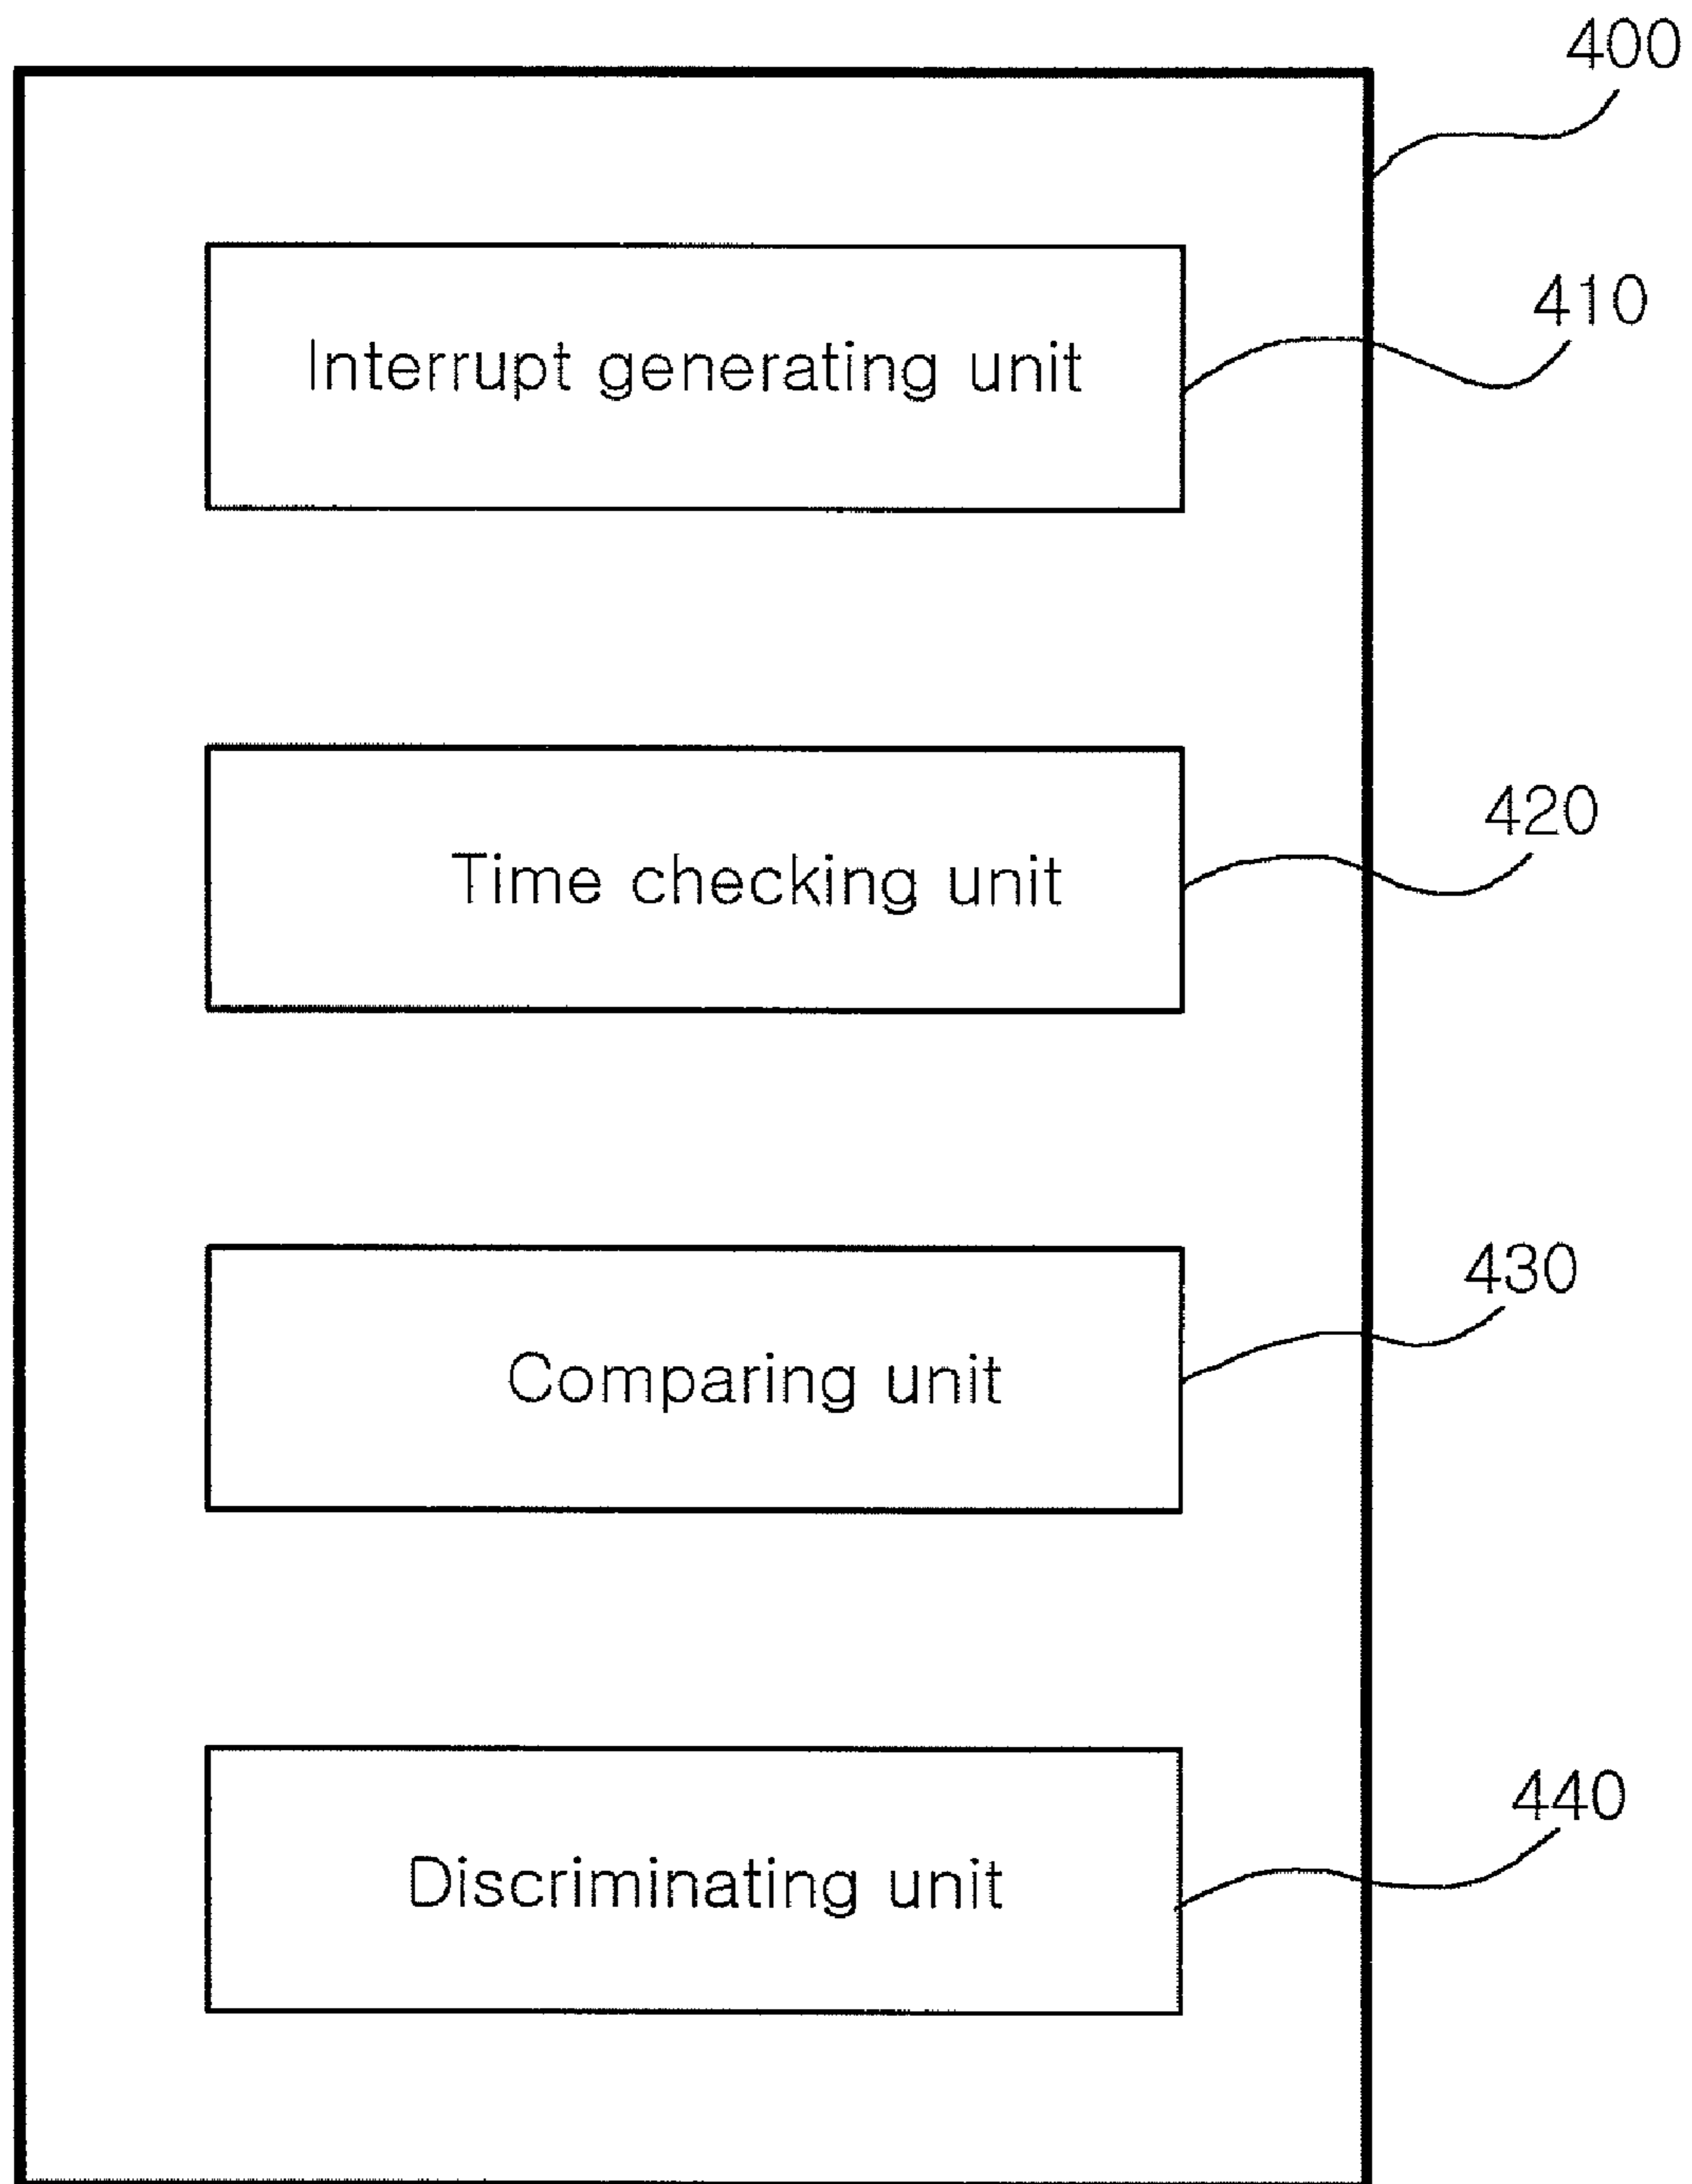 400
410
Interrupt generating unit
420
Time checking unit
430
Comparing unit
440
Discriminating unit